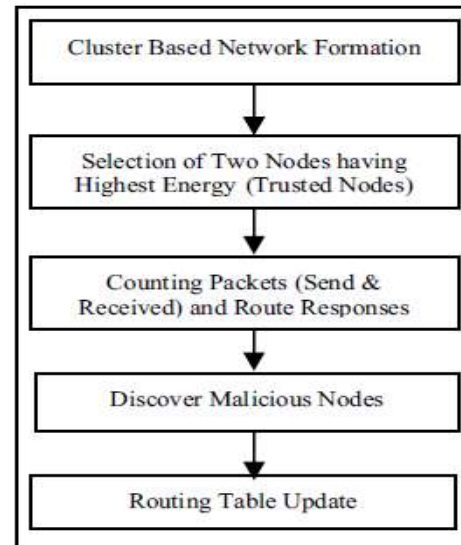 Cluster Based Network Formation
Selection of Two Nodes having
Highest Energy (Trusted Nodes)
Counting Packets (Send &
Received) and Route Responses
Discover Malicious Nodes
Routing Table Update